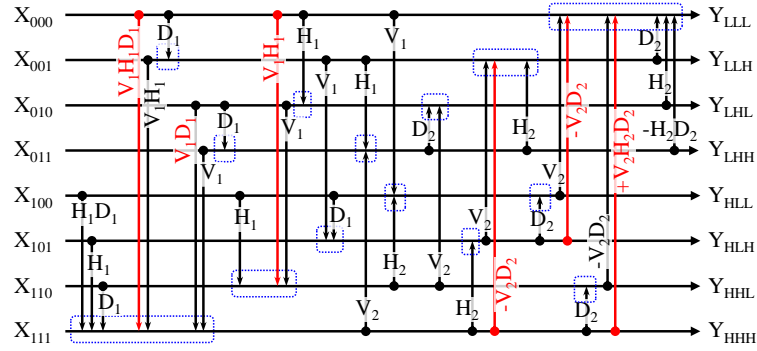 X₀₀₀ D₁ H₁ V₁ Y_LLL
V₁H₁D₁ V₁H₁ V₁H₁ D₂
X₀₀₁ V₁ H₁ -V₂D₂ Y_LLH
H₂ H₂
X₀₁₀ D₁ V₁ D₂ -H₂D₂ Y_LHL
V₁D₁ V₁ H₂
X₀₁₁ Y_LHH
+V₂H₂D₂
X₁₀₀ V₂ Y_HLL
H₁D₁ H₁ D₁ V₂ D₂
X₁₀₁ -V₂D₂ Y_HLH
H₁ H₂ V₂
X₁₁₀ -V₂D₂ Y_HHL
D₁ V₂ H₂ D₂
X₁₁₁ Y_HHH